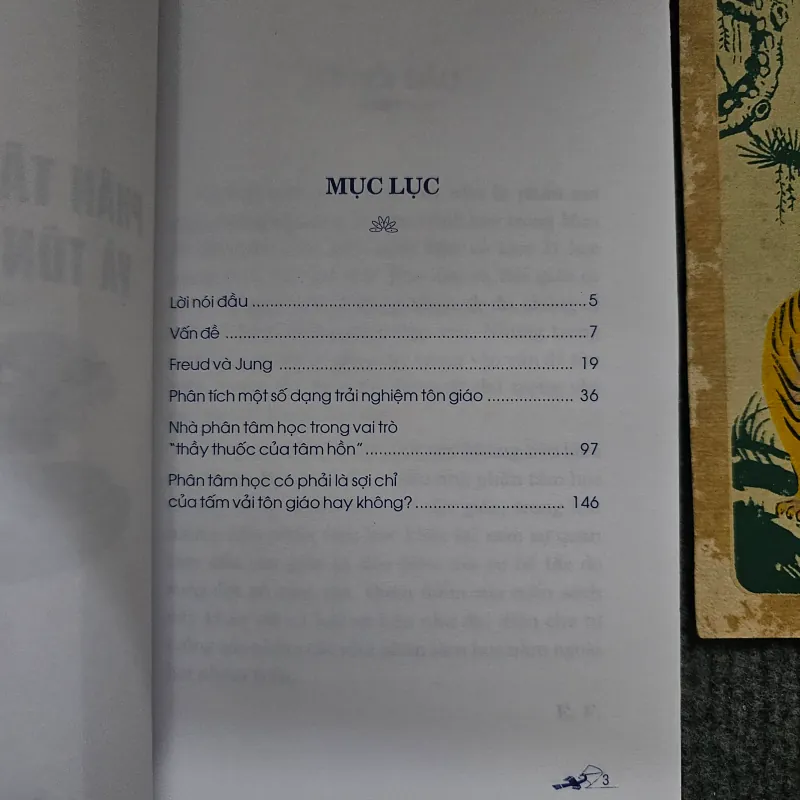 MỤC LỤC
Lời nói đầu ........ 5
Vấn đề ........ 7
Freud và Jung ........ 19
Phân tích một số dạng trải nghiệm tôn giáo ........ 36
Nhà phân tâm học trong vai trò
"thầy thuốc của tâm hồn" ........ 97
Phân tâm học có phải là sợi chỉ
của tấm vải tôn giáo hay không? ........ 146
3